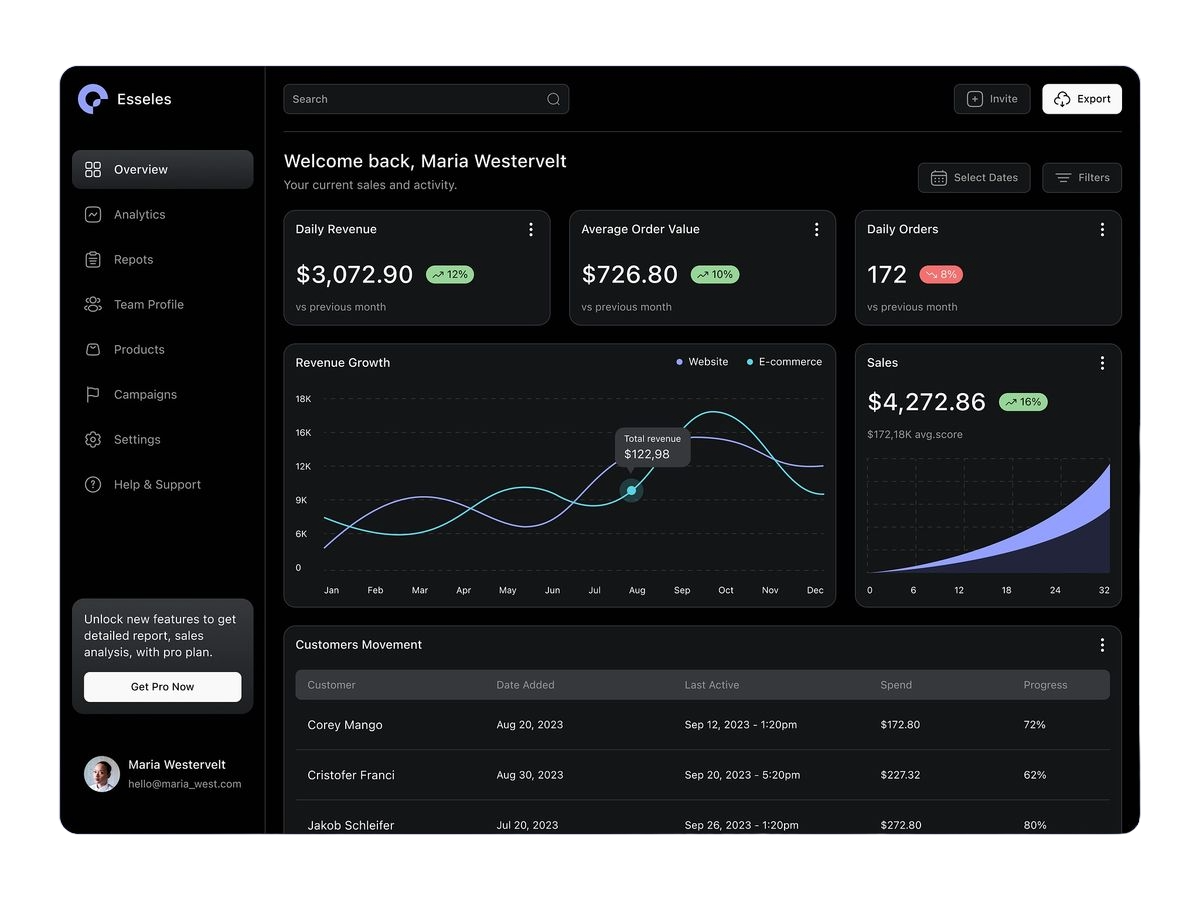 Esseles
Search
Invite
Export
Overview
Analytics
Repots
Team Profile
Products
Campaigns
Settings
Help & Support
Unlock new features to get
detailed report, sales
analysis, with pro plan.
Get Pro Now
Maria Westervelt
hello@maria_west.com
Welcome back, Maria Westervelt
Your current sales and activity.
Select Dates
Filters
Daily Revenue
$3,072.90 12%
vs previous month
Average Order Value
$726.80 10%
vs previous month
Daily Orders
172 8%
vs previous month
Revenue Growth
Website
E-commerce
18K
16K
12K
9K
6K
0
Total revenue
$122,98
Jan Feb Mar Apr May Jun Jul Aug Sep Oct Nov Dec
Sales
$4,272.86 16%
$172,18K avg.score
0 6 12 18 24 32
Customers Movement
Customer Date Added Last Active Spend Progress
Corey Mango Aug 20, 2023 Sep 12, 2023 - 1:20pm $172.80 72%
Cristofer Franci Aug 30, 2023 Sep 20, 2023 - 5:20pm $227.32 62%
Jakob Schleifer Jul 20, 2023 Sep 26, 2023 - 1:20pm $272.80 80%